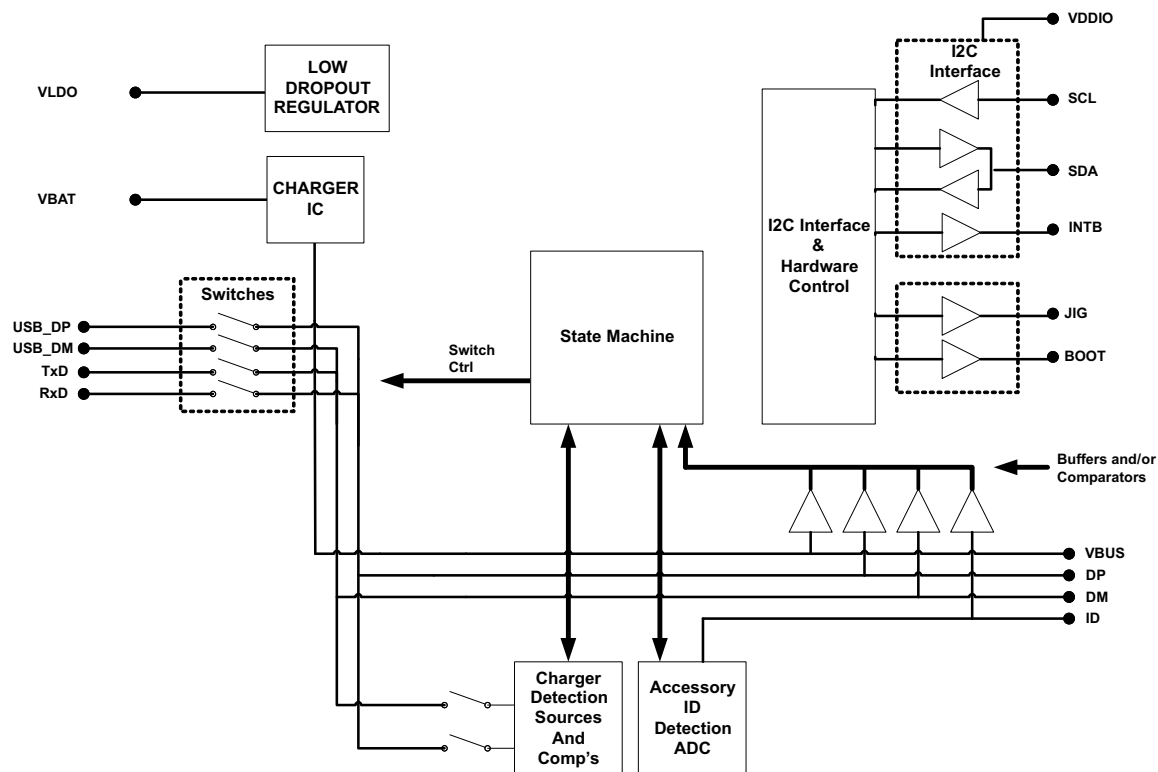 VDDIO
I2C
Interface
LOW
DROPOUT
REGULATOR
VLDO
SCL
CHARGER
IC
VBAT
SDA
INTB
I2C Interface
&
Hardware
Control
Switches
USB_DP
USB_DM
TxD
RxD
Switch
Ctrl
State Machine
JIG
BOOT
Buffers and/or
Comparators
VBUS
DP
DM
ID
Charger
Detection
Sources
And
Comp's
Accessory
ID
Detection
ADC